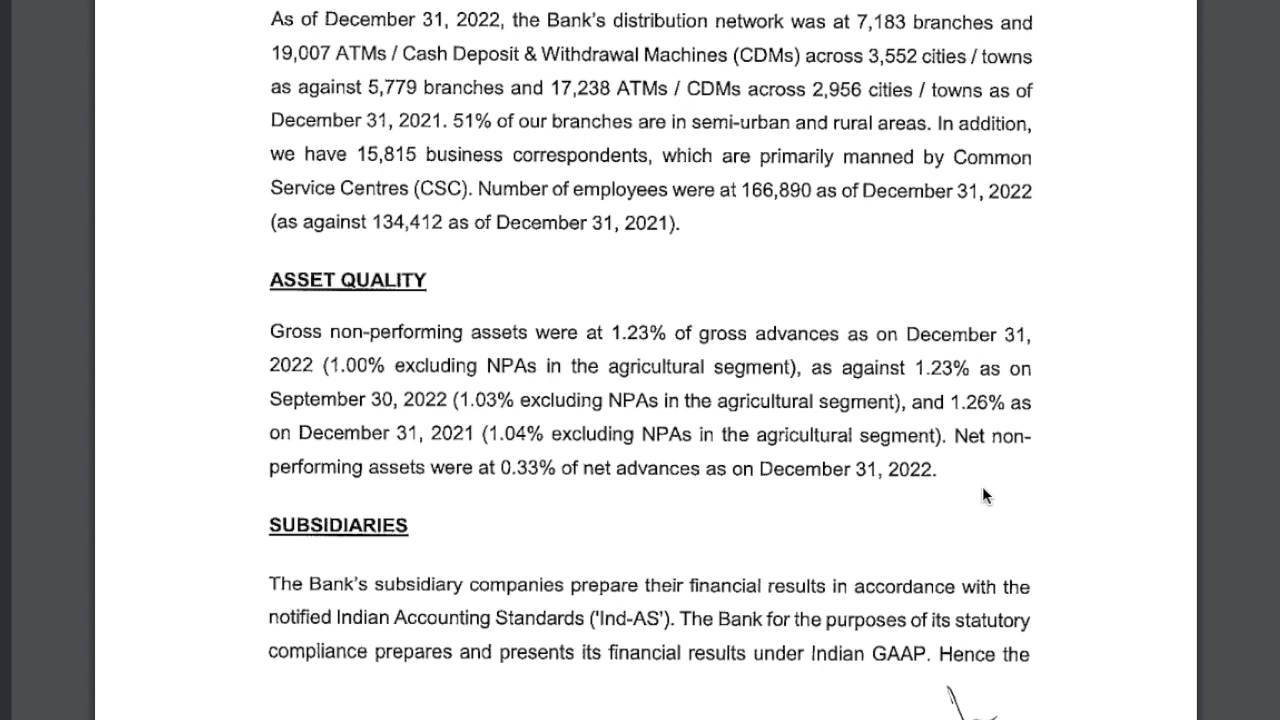 As of December 31, 2022, the Bank's distribution network was at 7,183 branches and
19,007 ATMs / Cash Deposit & Withdrawal Machines (CDMs) across 3,552 cities / towns
as against 5,779 branches and 17,238 ATMs / CDMs across 2,956 cities / towns as of
December 31, 2021. 51% of our branches are in semi-urban and rural areas. In addition,
we have 15,815 business correspondents, which are primarily manned by Common
Service Centres (CSC). Number of employees were at 166,890 as of December 31, 2022
(as against 134,412 as of December 31, 2021).
ASSET QUALITY
Gross non-performing assets were at 1.23% of gross advances as on December 31,
2022 (1.00% excluding NPAs in the agricultural segment), as against 1.23% as on
September 30, 2022 (1.03% excluding NPAs in the agricultural segment), and 1.26% as
on December 31, 2021 (1.04% excluding NPAs in the agricultural segment). Net non-
performing assets were at 0.33% of net advances as on December 31, 2022.
SUBSIDIARIES
The Bank's subsidiary companies prepare their financial results in accordance with the
notified Indian Accounting Standards ('Ind-AS'). The Bank for the purposes of its statutory
compliance prepares and presents its financial results under Indian GAAP. Hence the